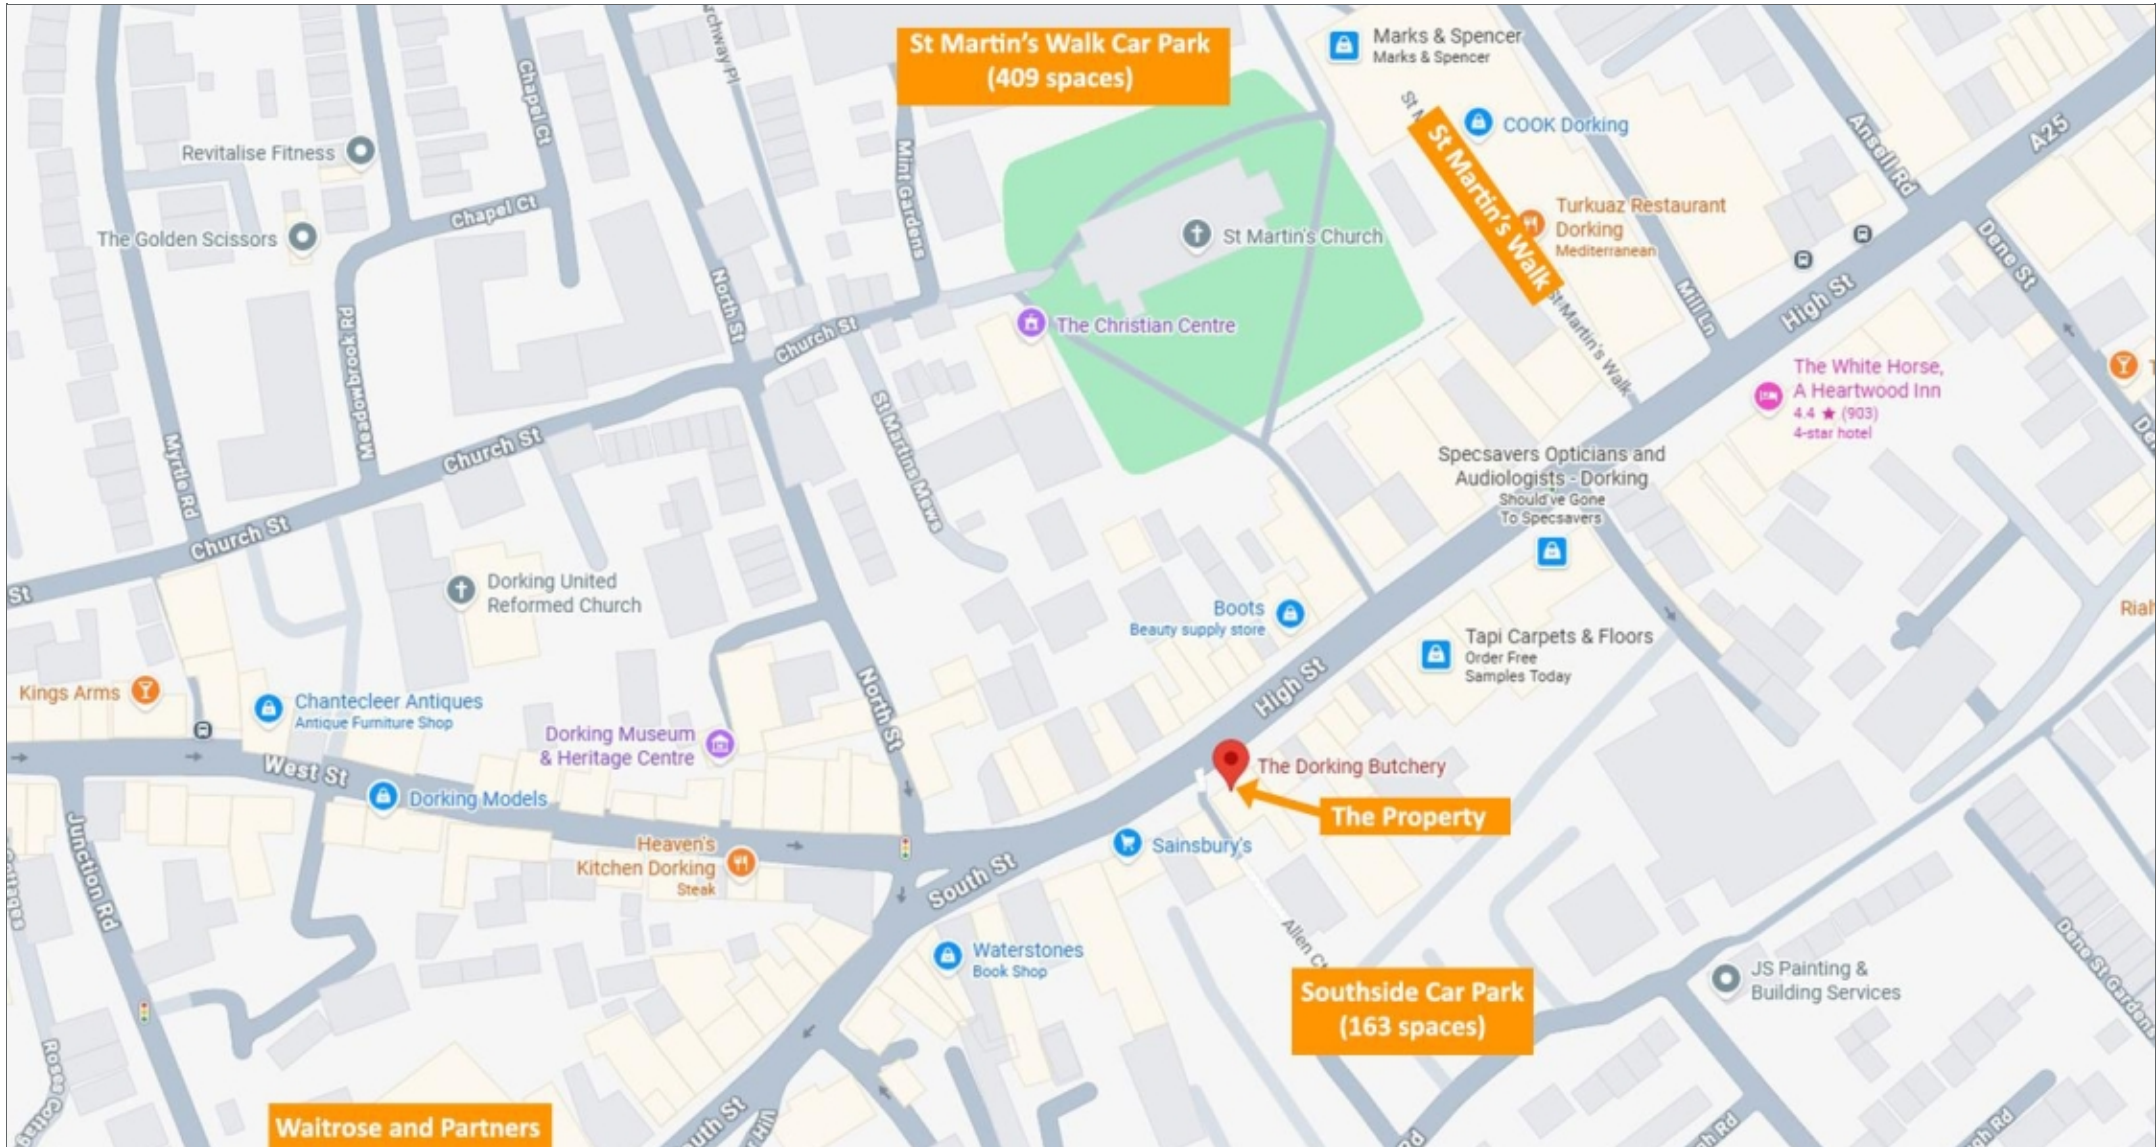 St Martin's Walk Car Park
(409 spaces)
Marks & Spencer
Marks & Spencer
COOK Dorking
St Martin's Walk
Turkuaz Restaurant
Dorking
Mediterranean
St Martin's Walk
Mill Ln
Ansell Rd
A25
High St
Dene St
Chapel Ct
Chapel Ct
Revitalise Fitness
The Golden Scissors
Mint Gardens
St Martin's Church
The Christian Centre
North St
Church St
Meadowbrook Rd
Myrtle Rd
Church St
Church St
St
St Martins Mews
The White Horse,
A Heartwood Inn
4.4 ★ (903)
4-star hotel
Specsavers Opticians and
Audiologists - Dorking
Should've Gone
To Specsavers
Dorking United
Reformed Church
Boots
Beauty supply store
Tapi Carpets & Floors
Order Free
Samples Today
Kings Arms
Chantecleer Antiques
Antique Furniture Shop
Dorking Museum
& Heritage Centre
North St
High St
West St
Dorking Models
The Dorking Butchery
The Property
Junction Rd
Heaven's
Kitchen Dorking
Steak
Sainsbury's
South St
Waterstones
Book Shop
Allen Ct
Southside Car Park
(163 spaces)
JS Painting &
Building Services
Dene St Gardens
Waitrose and Partners